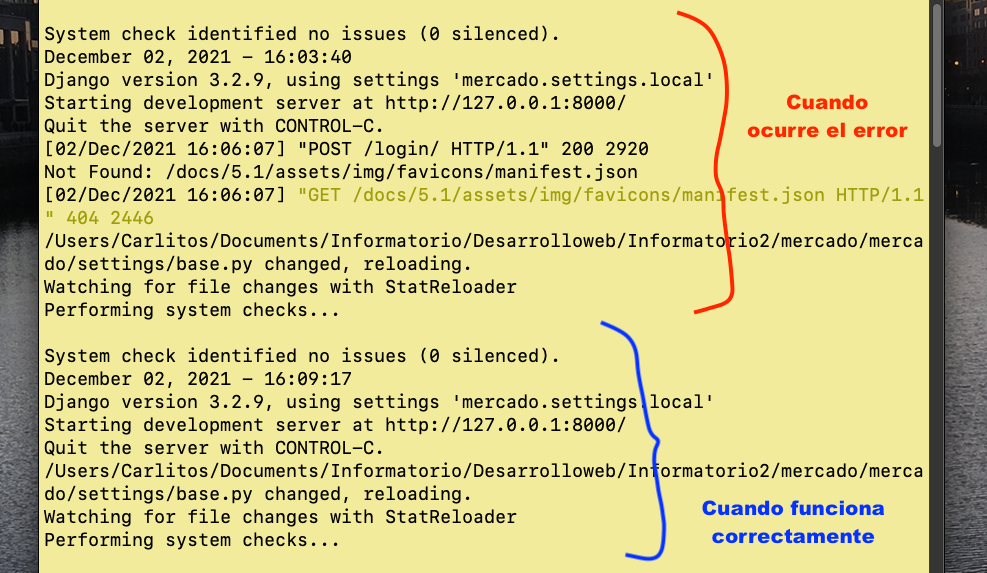 System check identified no issues (0 silenced).
December 02, 2021 - 16:03:40
Django version 3.2.9, using settings 'mercado.settings.local'
Starting development server at http://127.0.0.1:8000/
Quit the server with CONTROL-C.
[02/Dec/2021 16:06:07] "POST /login/ HTTP/1.1" 200 2920
Not Found: /docs/5.1/assets/img/favicons/manifest.json
[02/Dec/2021 16:06:07] "GET /docs/5.1/assets/img/favicons/manifest.json HTTP/1.1
" 404 2446
/Users/Carlitos/Documents/Informatorio/Desarrolloweb/Informatorio2/mercado/merca
do/settings/base.py changed, reloading.
Watching for file changes with StatReloader
Performing system checks...
Cuando
ocurre el error
System check identified no issues (0 silenced).
December 02, 2021 - 16:09:17
Django version 3.2.9, using settings 'mercado.settings.local'
Starting development server at http://127.0.0.1:8000/
Quit the server with CONTROL-C.
/Users/Carlitos/Documents/Informatorio/Desarrolloweb/Informatorio2/mercado/merca
do/settings/base.py changed, reloading.
Watching for file changes with StatReloader
Performing system checks...
Cuando funciona
correctamente